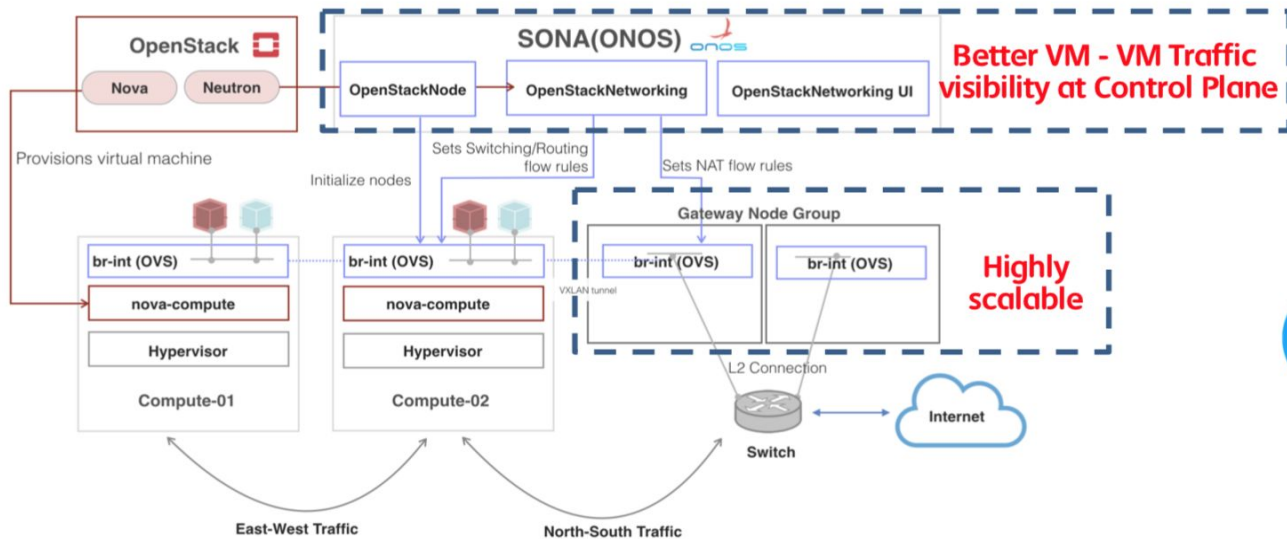 OpenStack
Nova
Neutron
SONA(ONOS)
onos
OpenStackNode
OpenStackNetworking
OpenStackNetworking UI
Better VM - VM Traffic
visibility at Control Plane
Provisions virtual machine
Initialize nodes
Sets Switching/Routing
flow rules
Sets NAT flow rules
Gateway Node Group
br-int (OVS)
br-int (OVS)
br-int (OVS)
br-int (OVS)
Highly
scalable
VXLAN tunnel
nova-compute
nova-compute
Hypervisor
Hypervisor
L2 Connection
Compute-01
Compute-02
Internet
Switch
East-West Traffic
North-South Traffic